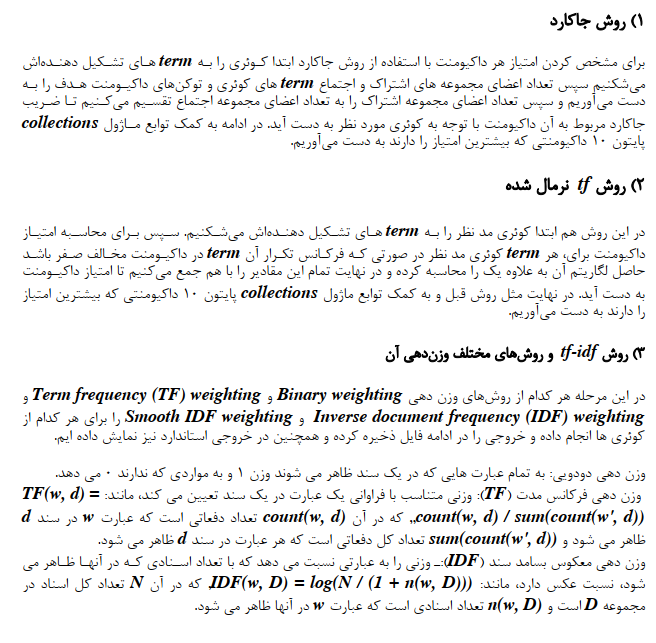 ۱) روش جاکارد
برای مشخص کردن امتیاز هر داکیومنت با استفاده از روش جاکارد ابتدا کوئری را به term های تشکیل دهنده‌اش
می‌شکنیم سپس تعداد اعضای مجموعه های اشتراک و اجتماع term های کوئری و توکن‌های داکیومنت هدف را به
دست می‌آوریم و سپس تعداد اعضای مجموعه اشتراک را به تعداد اعضای مجموعه اجتماع تقسیم می‌کنیم تا ضریب
جاکارد مربوط به آن داکیومنت با توجه به کوئری مورد نظر به دست آید. در ادامه به کمک توابع ماژول collections
پایتون ۱۰ داکیومنتی که بیشترین امتیاز را دارند به دست می‌آوریم.
۲) روش tf نرمال شده
در این روش هم ابتدا کوئری مد نظر را به term های تشکیل دهنده‌اش می‌شکنیم. سپس برای محاسبه امتیاز
داکیومنت برای، هر term کوئری مد نظر در صورتی که فرکانس تکرار آن term در داکیومنت مخالف صفر باشد
حاصل لگاریتم آن به علاوه یک را محاسبه کرده و در نهایت تمام این مقادیر را با هم جمع می‌کنیم تا امتیاز داکیومنت
به دست آید. در نهایت مثل روش قبل و به کمک توابع ماژول collections پایتون ۱۰ داکیومنتی که بیشترین امتیاز
را دارند به دست می‌آوریم.
۳) روش tf-idf و روش‌های مختلف وزن‌دهی آن
در این مرحله هر کدام از روش‌های وزن دهی Binary weighting و Term frequency (TF) weighting و
Inverse document frequency (IDF) weighting و Smooth IDF weighting را برای هر کدام از
کوئری ها انجام داده و خروجی را در ادامه فایل ذخیره کرده و همچنین در خروجی استاندارد نیز نمایش داده ایم.
وزن دهی دودویی: به تمام عبارت هایی که در یک سند ظاهر می شوند وزن ۱ و به مواردی که ندارند ۰ می دهد.
وزن دهی فرکانس مدت (TF): وزنی متناسب با فراوانی یک عبارت در یک سند تعیین می کند، مانند: TF(w, d) =
count(w, d) / sum(count(w', d))،، که در آن count(w, d) تعداد دفعاتی است که عبارت w در سند d
ظاهر می شود و sum(count(w', d)) تعداد کل دفعاتی است که هر عبارت در سند d ظاهر می شود.
وزن دهی معکوس بسامد سند (IDF): وزنی را به عبارتی نسبت می دهد که با تعداد اسنادی که در آنها ظاهر می
شود، نسبت عکس دارد، مانند: IDF(w, D) = log(N / (1 + n(w, D)))، که در آن N تعداد کل اسناد در
مجموعه D است و n(w, D) تعداد اسنادی است که عبارت w در آنها ظاهر می شود.